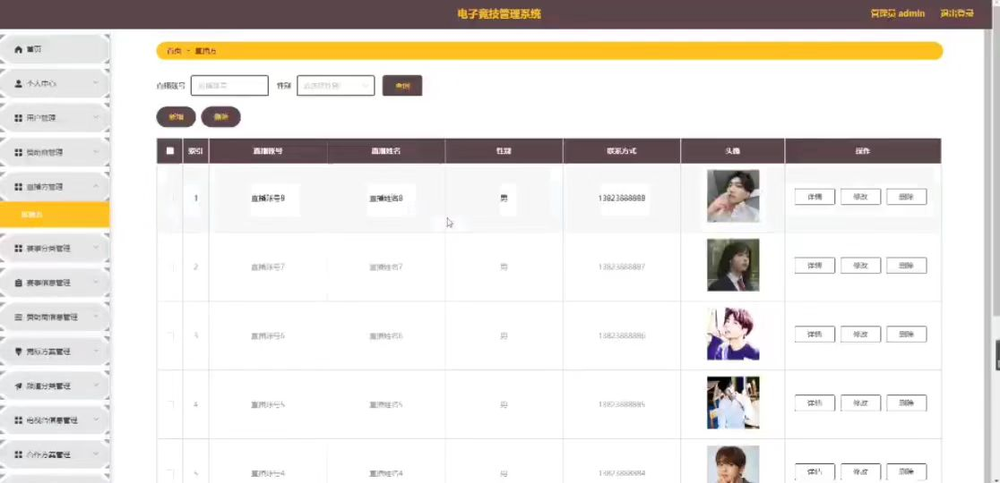 电子竞技管理系统
管理员 admin 退出登录
首页
首页 直播方
个人中心
直播账号 直播账号 性别 请选择性别 查询
用户管理
新增 删除
赞助商管理
索引 直播账号 直播姓名 性别 联系方式 头像 操作
直播方管理
1 直播账号8 直播姓名8 男 13823888888 详情 修改 删除
直播方
赛事分类管理
2 直播账号7 直播姓名7 男 13823888887 详情 修改 删除
赛事信息管理
赞助商信息管理
3 直播账号6 直播姓名6 男 13823888886 详情 修改 删除
竞标方案管理
频道分类管理
4 直播账号5 直播姓名5 男 13823888885 详情 修改 删除
电视台信息管理
合作方案管理
5 直播账号4 直播姓名4 男 13823888884 详情 修改 删除